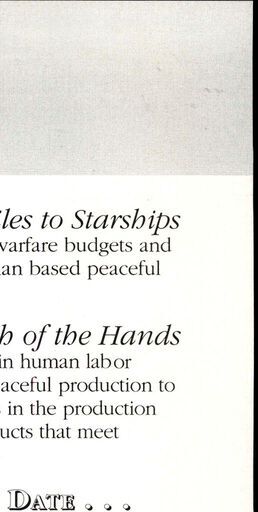 les to Starships
warfare budgets and
an based peaceful
h of the Hands
in human labor
aceful production to
in the production
ucts that meet
DATE . . .